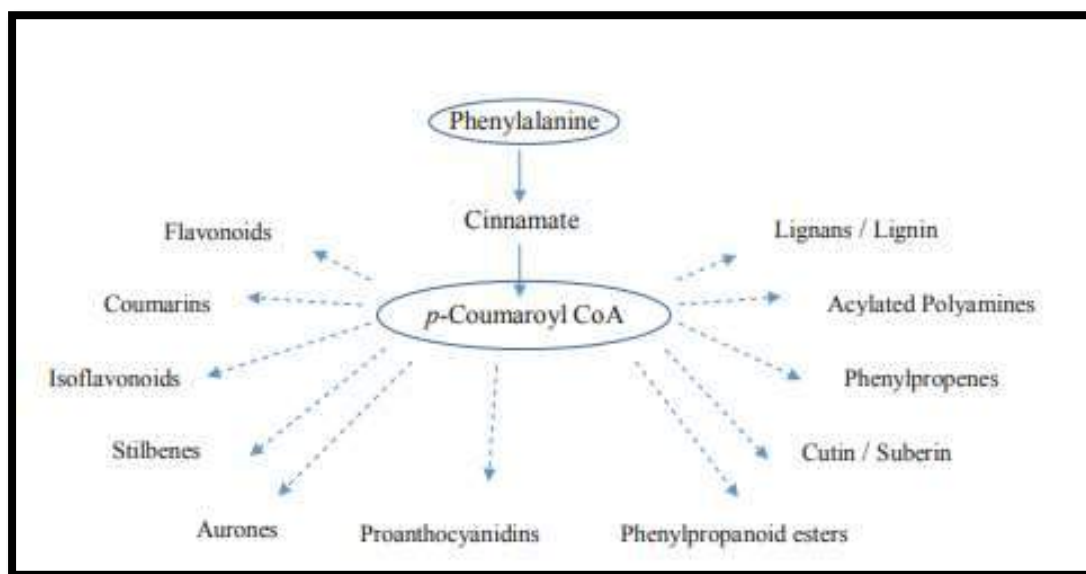 Phenylalanine
Cinnamate
Flavonoids
Lignans / Lignin
Coumarins
p-Coumaroyl CoA
Acylated Polyamines
Isoflavonoids
Phenylpropenes
Stilbenes
Cutin / Suberin
Aurones
Proanthocyanidins
Phenylpropanoid esters